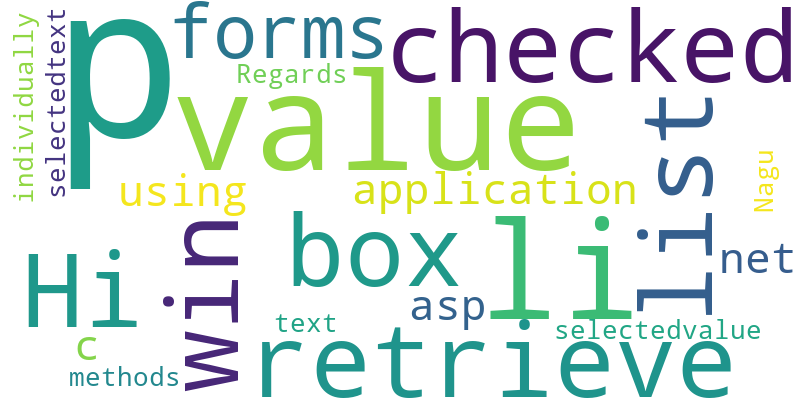 individually
selectedtext
p
forms
checked
Regards
value
list
using
application
Nagu
Hi
win
box
li
net
asp
c
text
selectedvalue
methods
retrieve